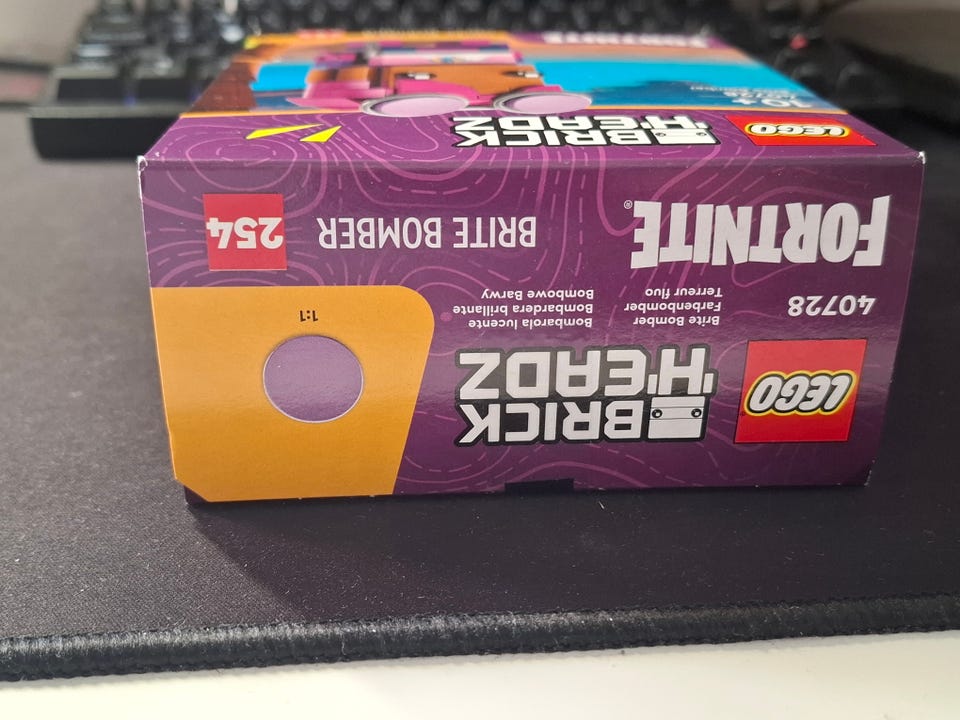 LEGO
BRICK
HEADZ
40728
Brite Bomber
Farbenbomber
Terreur fluo
Bombarola lucente
Bombardera brillante
Bombowe Barwy
1:1
FORTNITE®
BRITE BOMBER
254
LEGO
BRICK
HEADZ
10+
FORTNITE